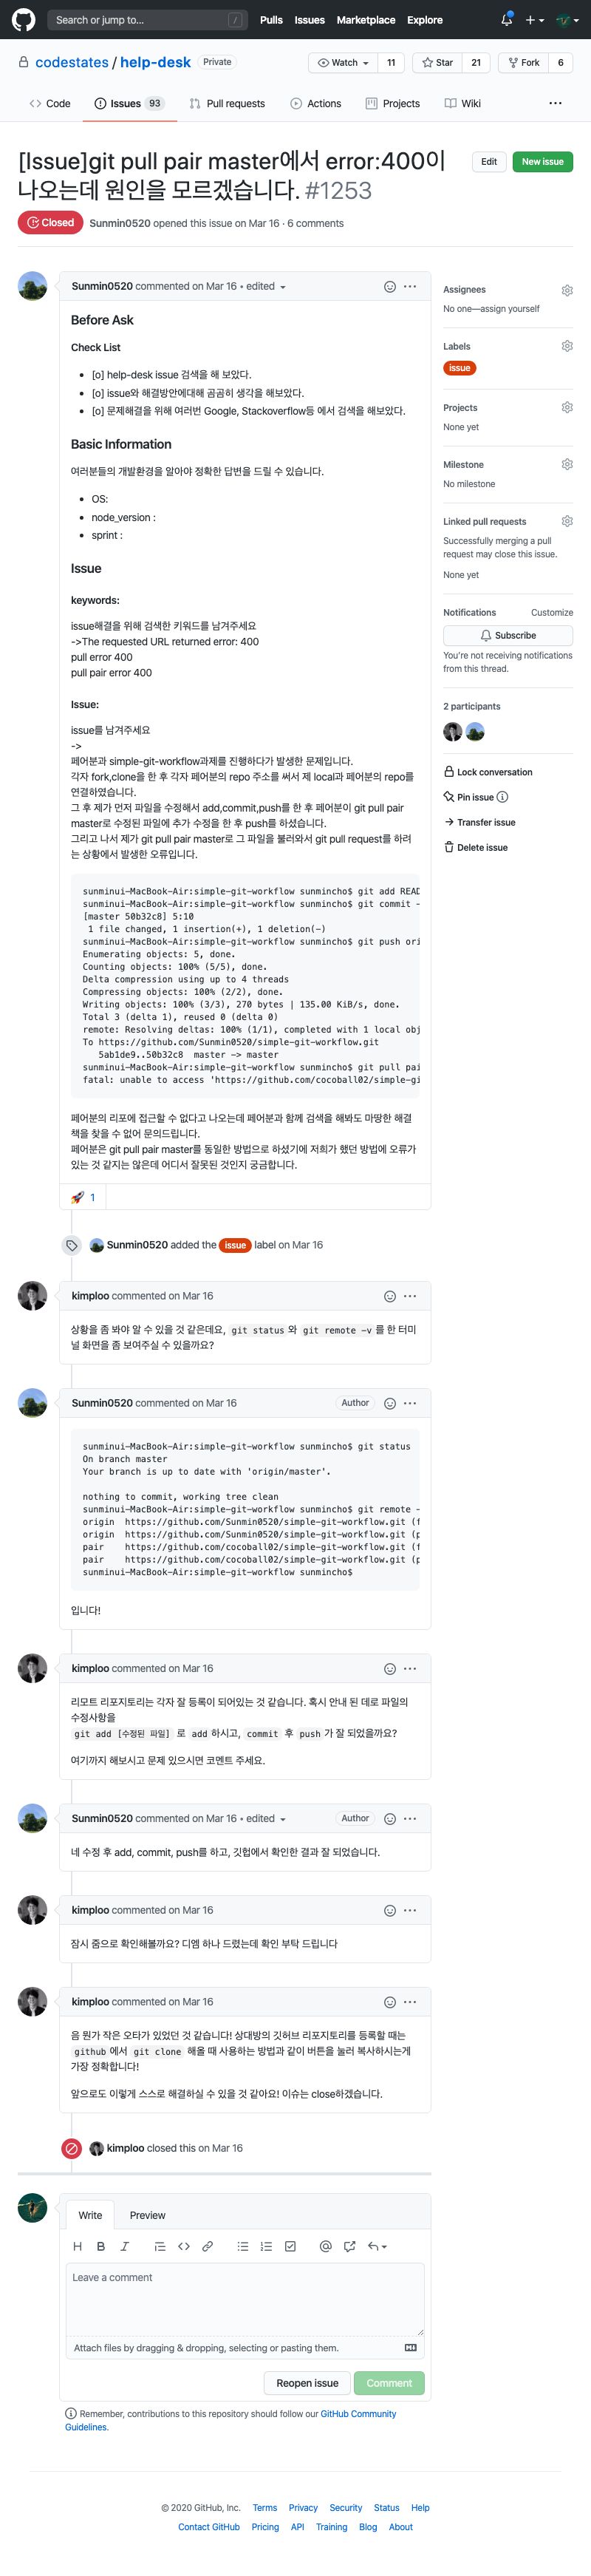 Search or jump to...
/
Pulls Issues Marketplace Explore
codestates / help-desk Private
Watch 11 Star 21 Fork 6
Code Issues 93 Pull requests Actions Projects Wiki
[Issue]git pull pair master에서 error:400이
나오는데 원인을 모르겠습니다. #1253
Edit New issue
Closed Sunmin0520 opened this issue on Mar 16 · 6 comments
Sunmin0520 commented on Mar 16 • edited
Before Ask
Check List
• [o] help-desk issue 검색을 해 보았다.
• [o] issue와 해결방안에대해 곰곰히 생각을 해보았다.
• [o] 문제해결을 위해 여러번 Google, Stackoverflow등 에서 검색을 해보았다.
Basic Information
여러분들의 개발환경을 알아야 정확한 답변을 드릴 수 있습니다.
• OS:
• node_version :
• sprint :
Issue
keywords:
issue해결을 위해 검색한 키워드를 남겨주세요
->The requested URL returned error: 400
pull error 400
pull pair error 400
Issue:
issue를 남겨주세요
->
페어분과 simple-git-workflow과제를 진행하다가 발생한 문제입니다.
각자 fork,clone을 한 후 각자 페어분의 repo 주소를 써서 제 local과 페어분의 repo를
연결하였습니다.
그 후 제가 먼저 파일을 수정해서 add,commit,push를 한 후 페어분이 git pull pair
master로 수정된 파일에 추가 수정을 한 후 push를 하셨습니다.
그리고 나서 제가 git pull pair master로 그 파일을 불러와서 git pull request를 하려
는 상황에서 발생한 오류입니다.
sunminui-MacBook-Air:simple-git-workflow sunmincho$ git add READ
sunminui-MacBook-Air:simple-git-workflow sunmincho$ git commit -
[master 50b32c8] 5:10
1 file changed, 1 insertion(+), 1 deletion(-)
sunminui-MacBook-Air:simple-git-workflow sunmincho$ git push ori
Enumerating objects: 5, done.
Counting objects: 100% (5/5), done.
Delta compression using up to 4 threads
Compressing objects: 100% (2/2), done.
Writing objects: 100% (3/3), 270 bytes | 135.00 KiB/s, done.
Total 3 (delta 1), reused 0 (delta 0)
remote: Resolving deltas: 100% (1/1), completed with 1 local obj
To https://github.com/Sunmin0520/simple-git-workflow.git
5ab1de9..50b32c8 master -> master
sunminui-MacBook-Air:simple-git-workflow sunmincho$ git pull pai
fatal: unable to access 'https://github.com/cocoball02/simple-gi
페어분의 리포에 접근할 수 없다고 나오는데 페어분과 함께 검색을 해봐도 마땅한 해결
책을 찾을 수 없어 문의드립니다.
페어분은 git pull pair master를 동일한 방법으로 하셨기에 저희가 했던 방법에 오류가
있는 것 같지는 않은데 어디서 잘못된 것인지 궁금합니다.
🚀 1
Sunmin0520 added the issue label on Mar 16
kimploo commented on Mar 16
상황을 좀 봐야 알 수 있을 것 같은데요, git status 와 git remote -v 를 한 터미
널 화면을 좀 보여주실 수 있을까요?
Sunmin0520 commented on Mar 16 Author
sunminui-MacBook-Air:simple-git-workflow sunmincho$ git status
On branch master
Your branch is up to date with 'origin/master'.
nothing to commit, working tree clean
sunminui-MacBook-Air:simple-git-workflow sunmincho$ git remote -
origin https://github.com/Sunmin0520/simple-git-workflow.git (f
origin https://github.com/Sunmin0520/simple-git-workflow.git (p
pair https://github.com/cocoball02/simple-git-workflow.git (f
pair https://github.com/cocoball02/simple-git-workflow.git (p
sunminui-MacBook-Air:simple-git-workflow sunmincho$
입니다!
kimploo commented on Mar 16
리모트 리포지토리는 각자 잘 등록이 되어있는 것 같습니다. 혹시 안내 된 데로 파일의
수정사항을
git add [수정된 파일] 로 add 하시고, commit 후 push 가 잘 되었을까요?
여기까지 해보시고 문제 있으시면 코멘트 주세요.
Sunmin0520 commented on Mar 16 • edited Author
네 수정 후 add, commit, push를 하고, 깃헙에서 확인한 결과 잘 되었습니다.
kimploo commented on Mar 16
잠시 줌으로 확인해볼까요? 디엠 하나 드렸는데 확인 부탁 드립니다
kimploo commented on Mar 16
음 뭔가 작은 오타가 있었던 것 같습니다! 상대방의 깃허브 리포지토리를 등록할 때는
github 에서 git clone 해올 때 사용하는 방법과 같이 버튼을 눌러 복사하시는게
가장 정확합니다!
앞으로도 이렇게 스스로 해결하실 수 있을 것 같아요! 이슈는 close하겠습니다.
kimploo closed this on Mar 16
Write Preview
Leave a comment
Attach files by dragging & dropping, selecting or pasting them.
Reopen issue Comment
Remember, contributions to this repository should follow our GitHub Community
Guidelines.
Assignees
No one—assign yourself
Labels
issue
Projects
None yet
Milestone
No milestone
Linked pull requests
Successfully merging a pull
request may close this issue.
None yet
Notifications Customize
Subscribe
You're not receiving notifications
from this thread.
2 participants
Lock conversation
Pin issue
Transfer issue
Delete issue
© 2020 GitHub, Inc. Terms Privacy Security Status Help
Contact GitHub Pricing API Training Blog About